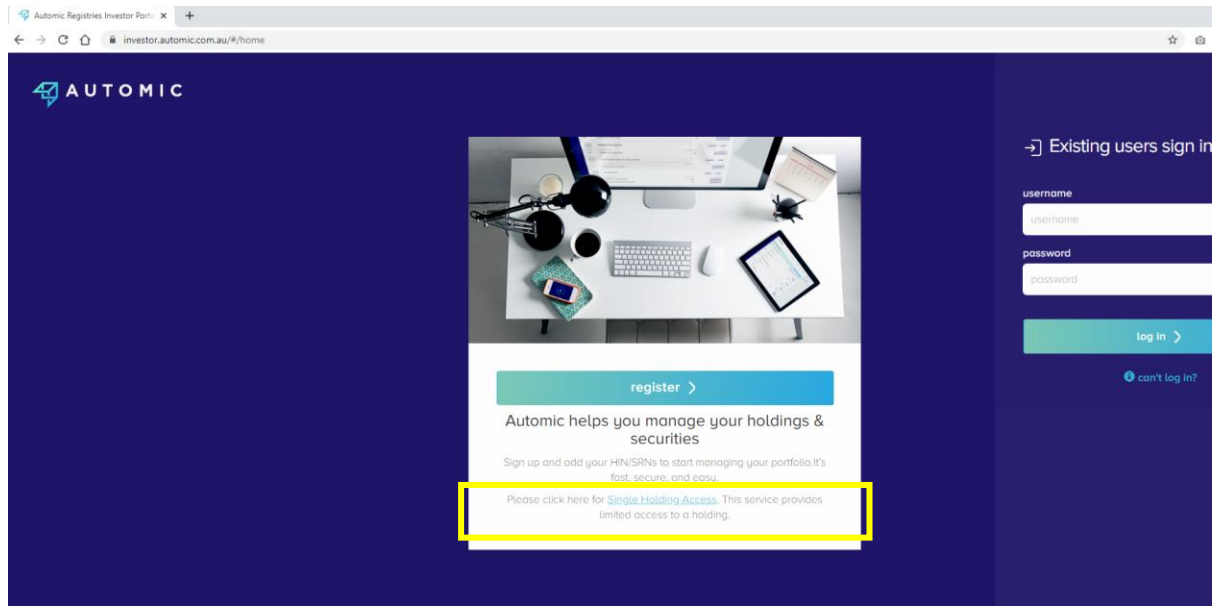 Automic Registries Investor Porta
investor.automic.com.au/#/home
AUTOMIC
register
Automic helps you manage your holdings &
securities
Sign up and add your HIN/SRNs to start managing your portfolio.It's
fast, secure, and easy.
Please click here for Single Holding Access. This service provides
limited access to a holding.
Existing users sign in
username
username
password
password
log in
can't log in?